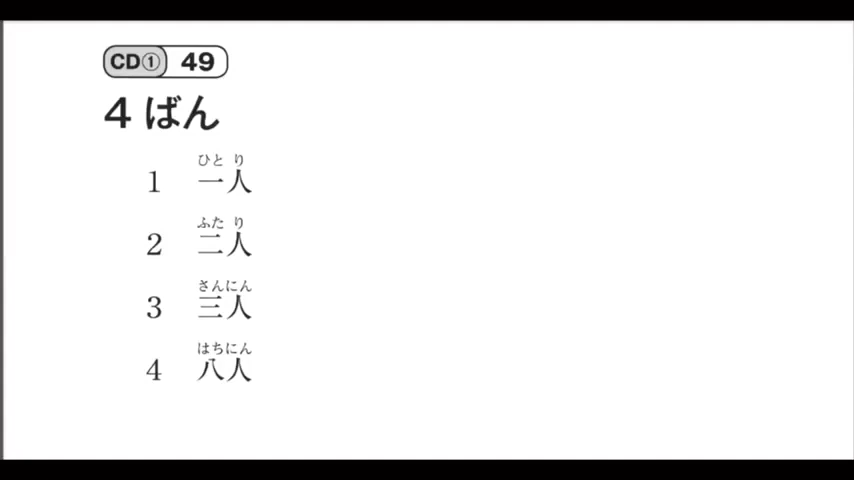 CD① 49
4ばん
1 一人
ひとり
2 二人
ふたり
3 三人
さんにん
4 八人
はちにん